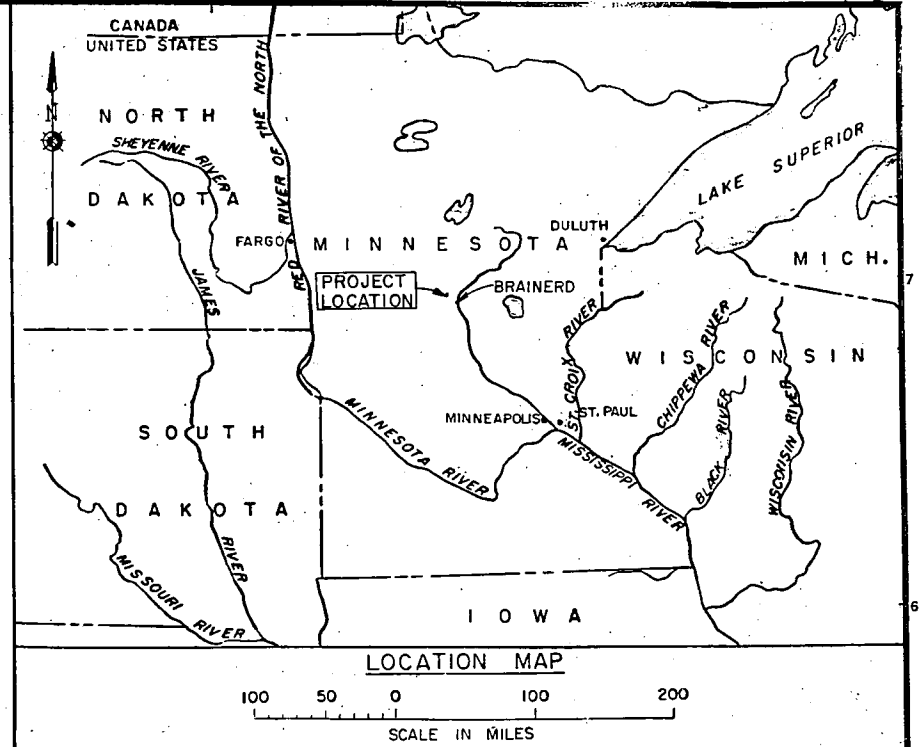 CANADA
UNITED STATES
N
NORTH
DAKOTA
SHEYENNE RIVER
RED RIVER OF THE NORTH
FARGO
JAMES
RIVER
MINNESOTA
DULUTH
LAKE SUPERIOR
MICH.
7
PROJECT
LOCATION
BRAINERD
ST. CROIX RIVER
WISCONSIN
CHIPPEWA RIVER
BLACK RIVER
WISCONSIN RIVER
MINNEAPOLIS
ST. PAUL
MISSISSIPPI RIVER
MINNESOTA RIVER
SOUTH
DAKOTA
MISSOURI
RIVER
IOWA
6
LOCATION MAP
100 50 0 100 200
SCALE IN MILES